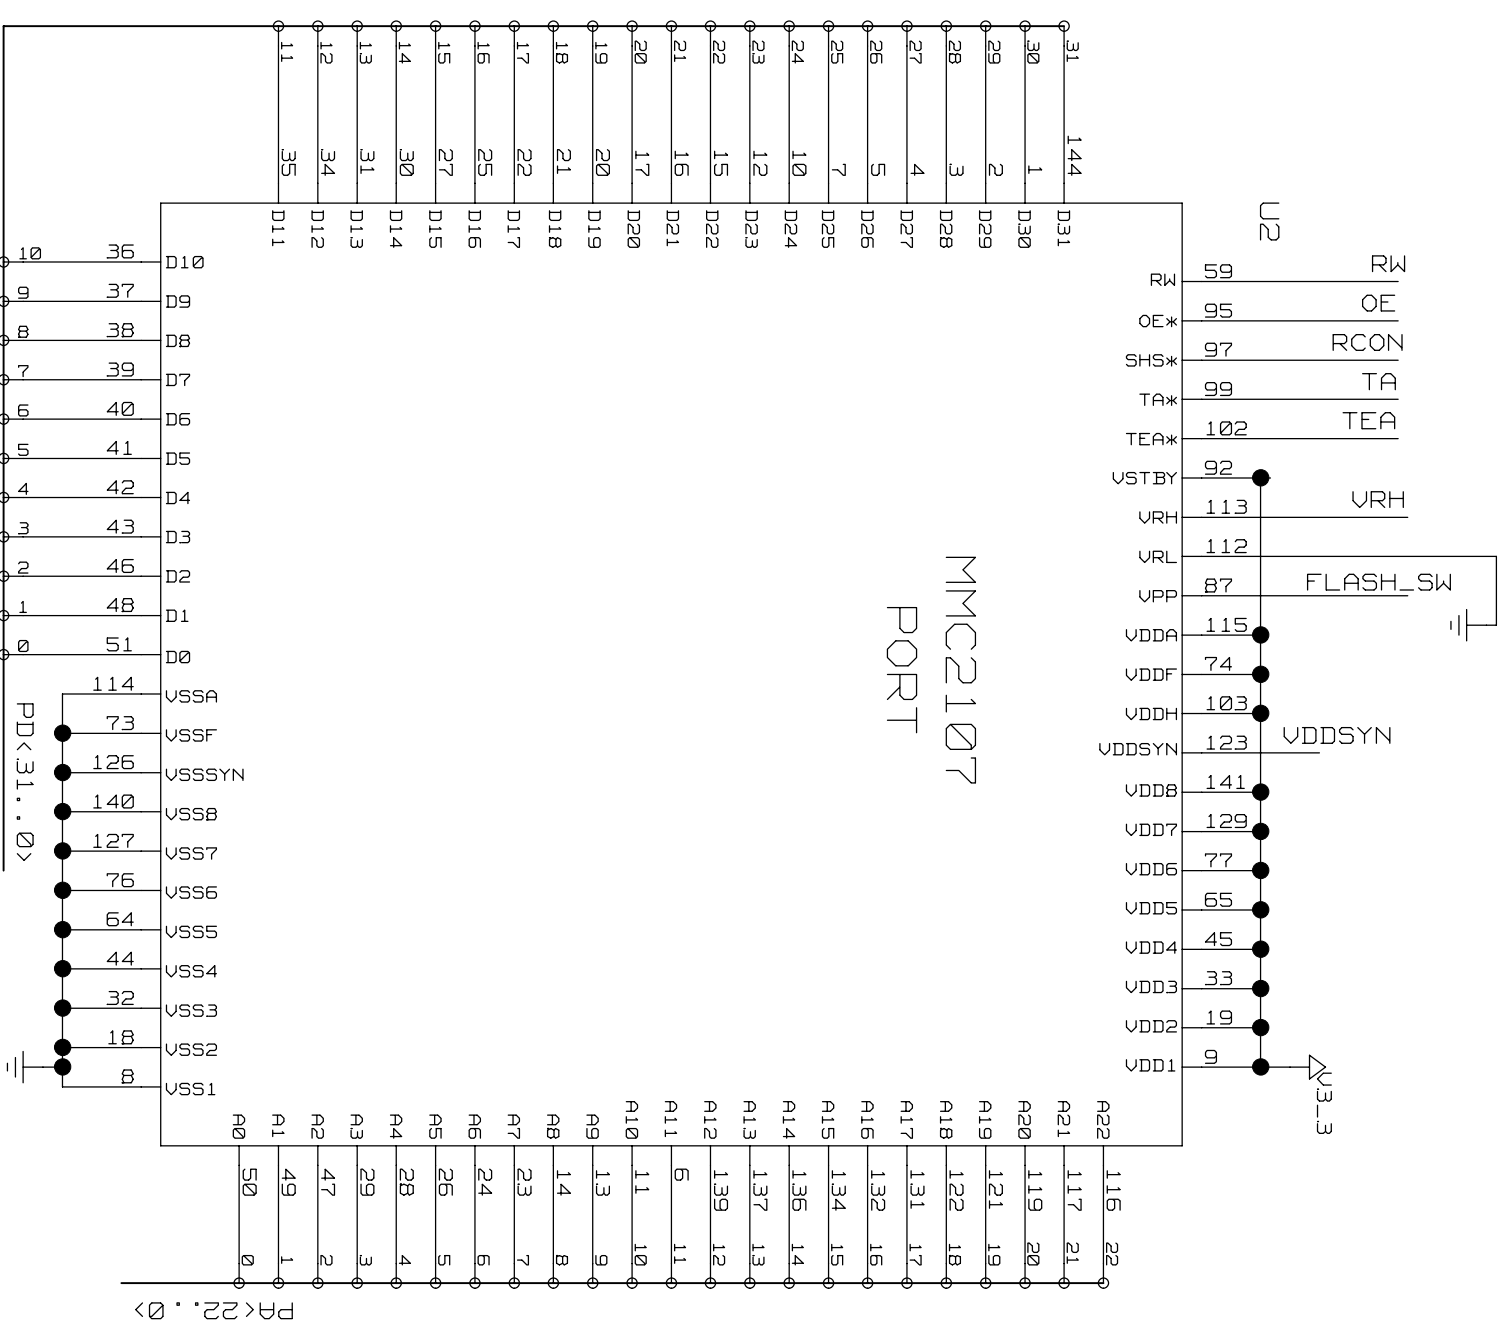 11 12 13 14 15 16 17 18 19 20 21 22 23 24 25 26 27 28 29 30 31
35 34 31 30 27 25 22 21 20 17 16 15 12 10 7 5 4 3 2 1 144
D11 D12 D13 D14 D15 D16 D17 D18 D19 D20 D21 D22 D23 D24 D25 D26 D27 D28 D29 D30 D31
U2
10 36 D10
9 37 D9
8 38 D8
7 39 D7
6 40 D6
5 41 D5
4 42 D4
3 43 D3
2 46 D2
1 48 D1
0 51 D0
114 VSSA
73 VSSF
126 VSSSYN
140 VSS8
127 VSS7
76 VSS6
64 VSS5
44 VSS4
32 VSS3
18 VSS2
8 VSS1
PD<31..0>
MMC2107
PORT
RW 59 RW
OE* 95 OE
SHS* 97 RCON
TA* 99 TA
TEA* 102 TEA
VSTBY 92
VRH 113 VRH
VRL 112
VPP 87 FLASH_SW
VDDA 115
VDDF 74
VDDH 103
VDDSYN 123 VDDSYN
VDD8 141
VDD7 129
VDD6 77
VDD5 65
VDD4 45
VDD3 33
VDD2 19
VDD1 9
V3_3
A0 A1 A2 A3 A4 A5 A6 A7 A8 A9 A10 A11 A12 A13 A14 A15 A16 A17 A18 A19 A20 A21 A22
50 49 47 29 28 26 24 23 14 13 11 6 139 137 136 134 132 131 122 121 119 117 116
0 1 2 3 4 5 6 7 8 9 10 11 12 13 14 15 16 17 18 19 20 21 22
PA<22..0>